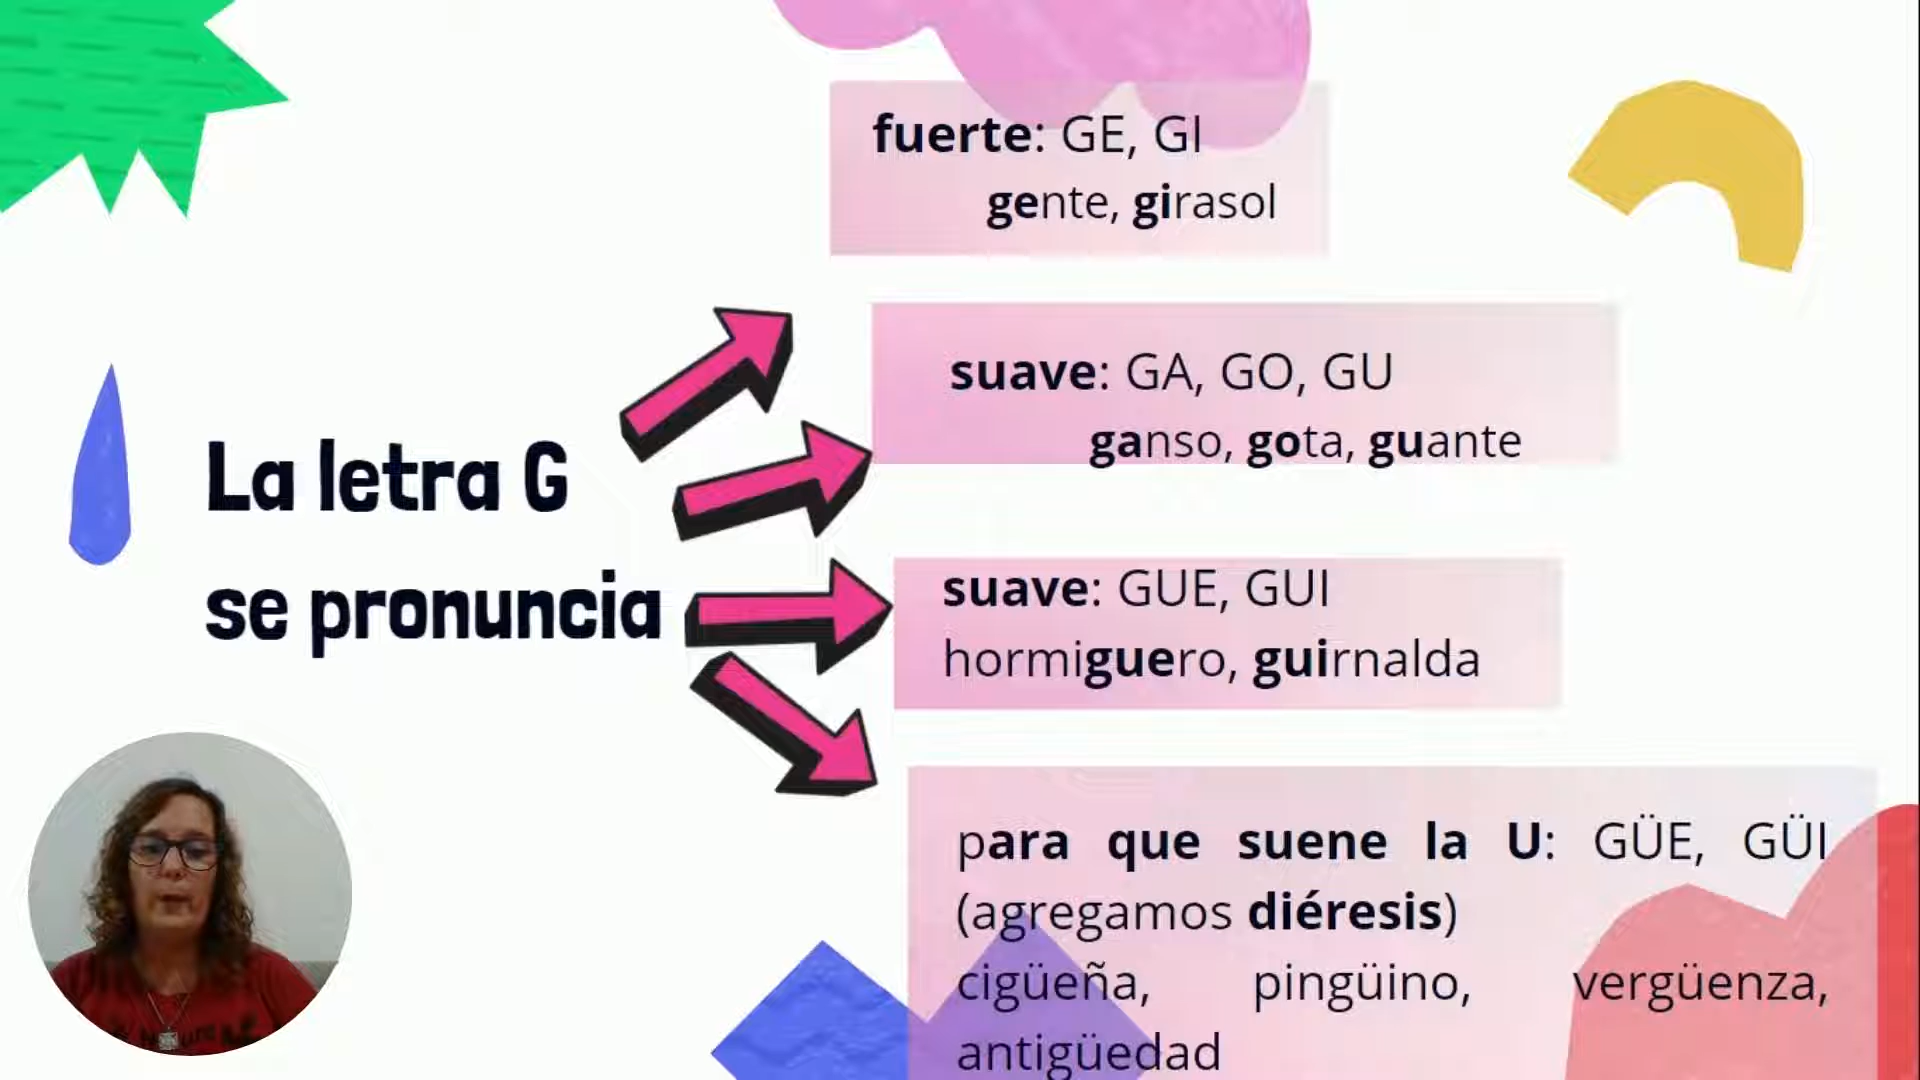 fuerte: GE, GI
gente, girasol
suave: GA, GO, GU
ganso, gota, guante
La letra G
se pronuncia
suave: GUE, GUI
hormiguero, guirnalda
para que suene la U: GÜE, GÜI
(agregamos diéresis)
cigüeña, pingüino, vergüenza,
antigüedad